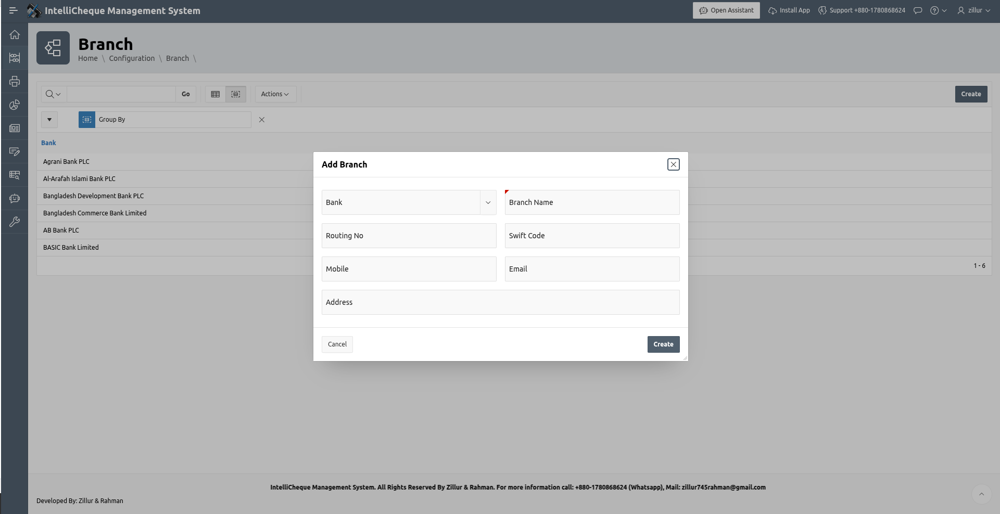 IntelliCheque Management System
Open Assistant
Install App
Support +880-1780868624
zillur
Branch
Home \ Configuration \ Branch \
Go
Actions
Create
Group By
Bank
Agrani Bank PLC
Al-Arafah Islami Bank PLC
Bangladesh Development Bank PLC
Bangladesh Commerce Bank Limited
AB Bank PLC
BASIC Bank Limited
1 - 6
Add Branch
Bank
Branch Name
Routing No
Swift Code
Mobile
Email
Address
Cancel
Create
IntelliCheque Management System. All Rights Reserved By Zillur & Rahman. For more information call: +880-1780868624 (Whatsapp), Mail: zillur745rahman@gmail.com
Developed By: Zillur & Rahman